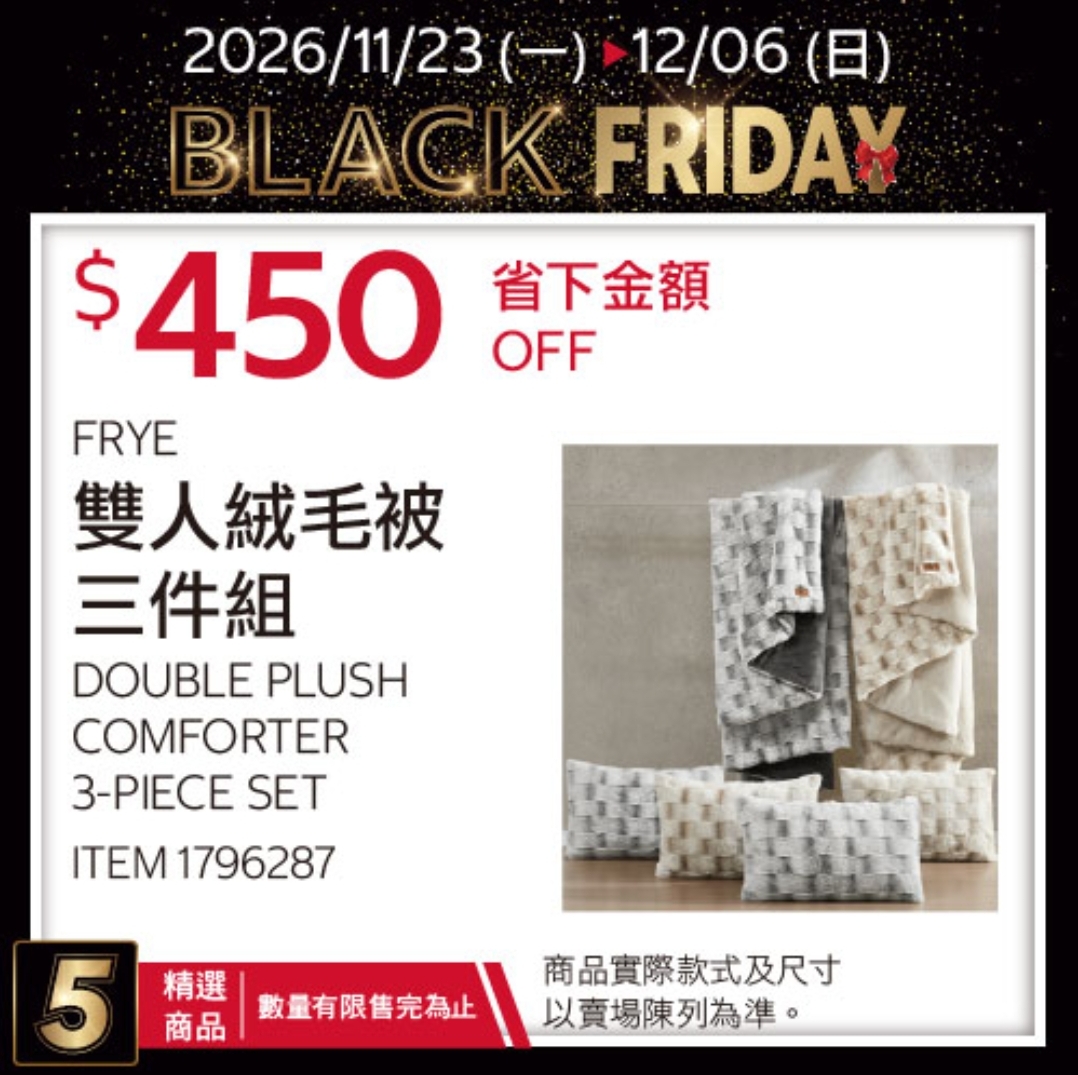 2026/11/23 (一)▶12/06 (日)
BLACK FRIDAY
$450 省下金額
OFF
FRYE
雙人絨毛被
三件組
DOUBLE PLUSH
COMFORTER
3-PIECE SET
ITEM 1796287
5
精選
商品
數量有限售完為止
商品實際款式及尺寸
以賣場陳列為準。